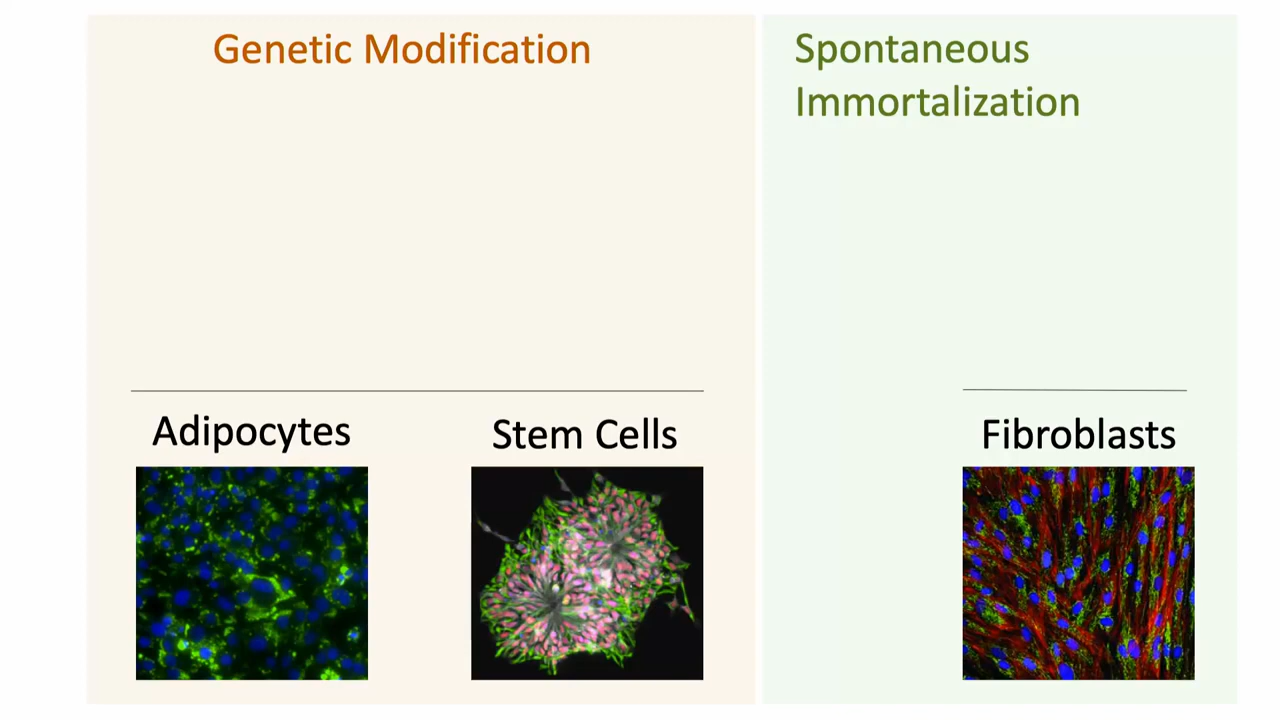 Genetic Modification
Spontaneous
Immortalization
Adipocytes
Stem Cells
Fibroblasts